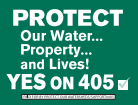 PROTECT
Our Water...
Property...
and Lives!
YES ON 405